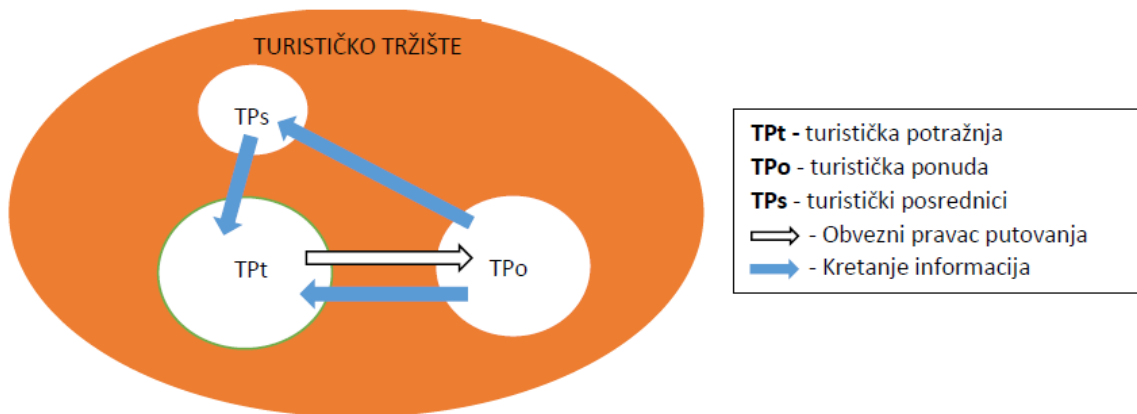 TURISTIČKO TRŽIŠTE
TPs
TPt
TPo
TPt - turistička potražnja
TPo - turistička ponuda
TPs - turistički posrednici
- Obvezni pravac putovanja
- Kretanje informacija